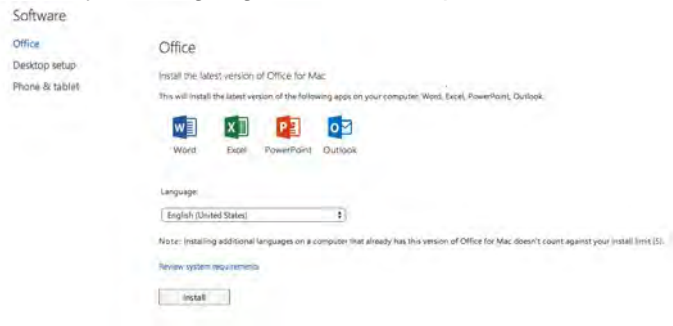 Software
Office
Desktop setup
Phone & tablet
Office
Install the latest version of Office for Mac
This will install the latest version of the following apps on your computer: Word, Excel, PowerPoint, Outlook.
Word Excel PowerPoint Outlook
Language:
English (United States)
Note: Installing additional languages on a computer that already has this version of Office for Mac doesn't count against your install limit (5).
Review system requirements
Install